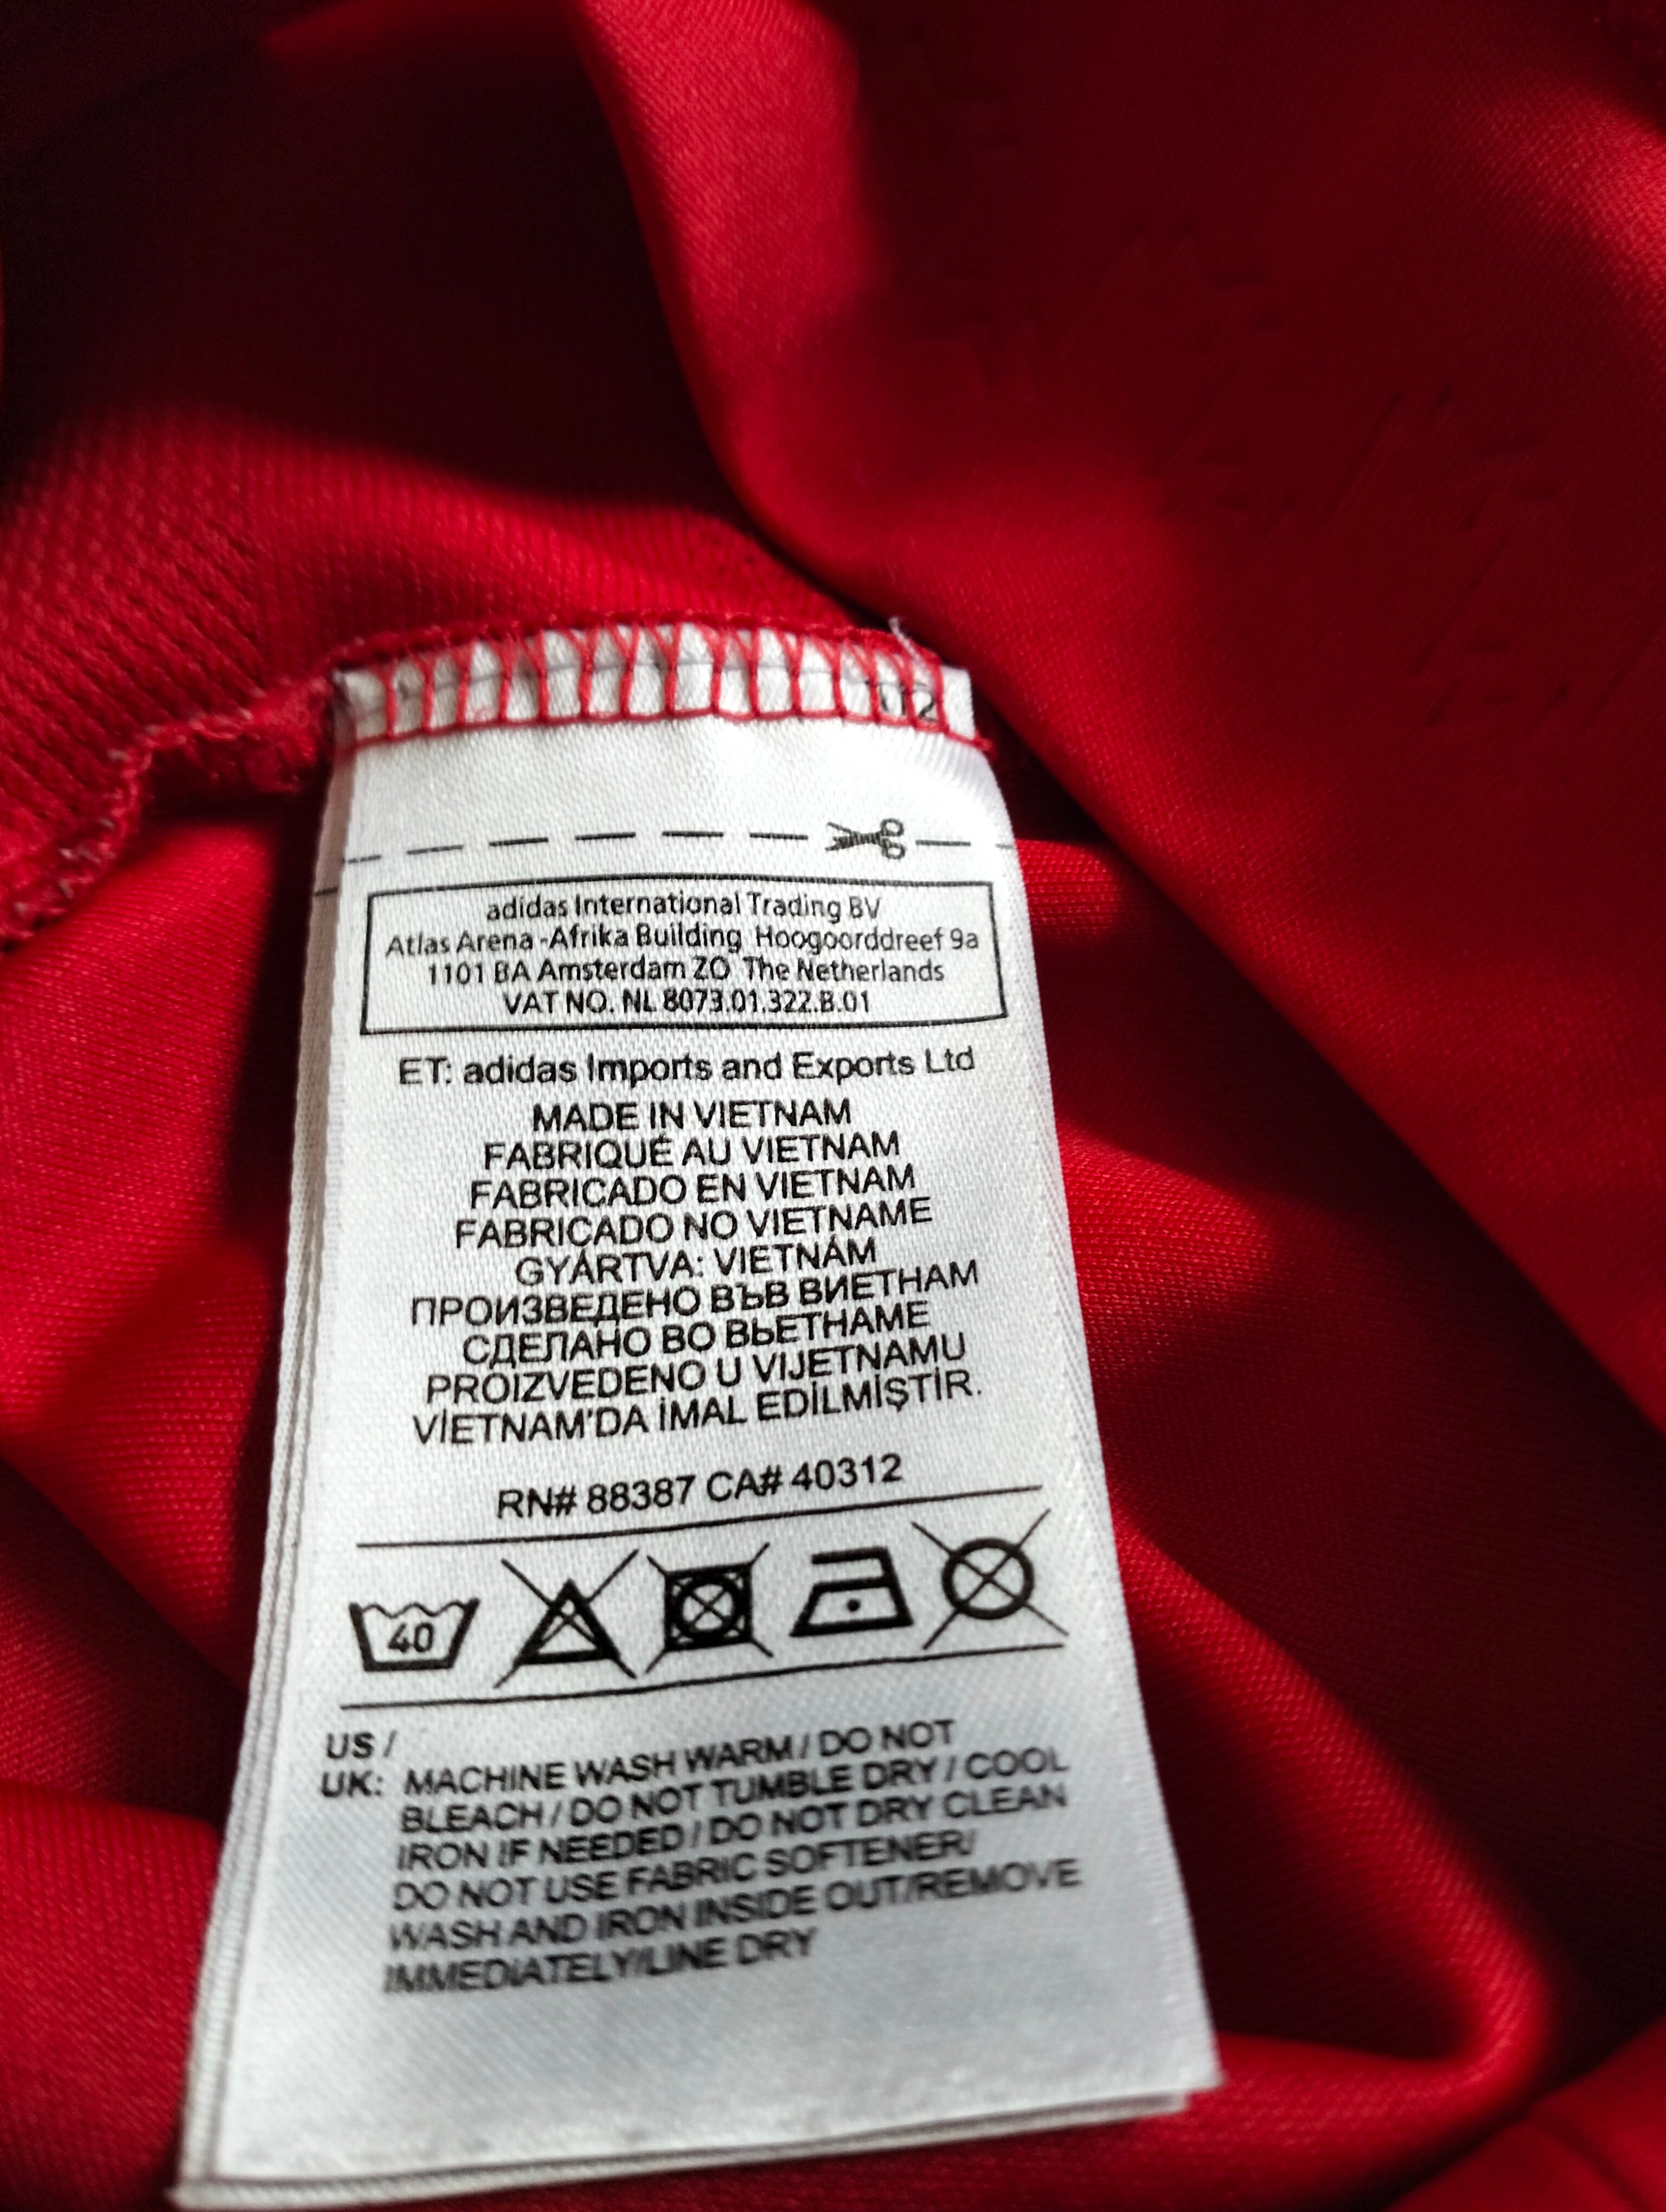 adidas International Trading BV
Atlas Arena -Afrika Building Hoogoorddreef 9a
1101 BA Amsterdam ZO The Netherlands
VAT NO. NL 8073.01.322.B.01
ET: adidas Imports and Exports Ltd
MADE IN VIETNAM
FABRIQUÉ AU VIETNAM
FABRICADO EN VIETNAM
FABRICADO NO VIETNAME
GYÁRTVA: VIETNÁM
ПРОИЗВЕДЕНО ВЪВ ВИЕТНАМ
СДЕЛАНО ВО ВЬЕТНАМЕ
PROIZVEDENO U VIJETNAMU
VİETNAM'DA İMAL EDİLMİŞTİR.
RN# 88387 CA# 40312
40
US /
UK: MACHINE WASH WARM / DO NOT
BLEACH / DO NOT TUMBLE DRY / COOL
IRON IF NEEDED / DO NOT DRY CLEAN
DO NOT USE FABRIC SOFTENER/
WASH AND IRON INSIDE OUT/REMOVE
IMMEDIATELY/LINE DRY